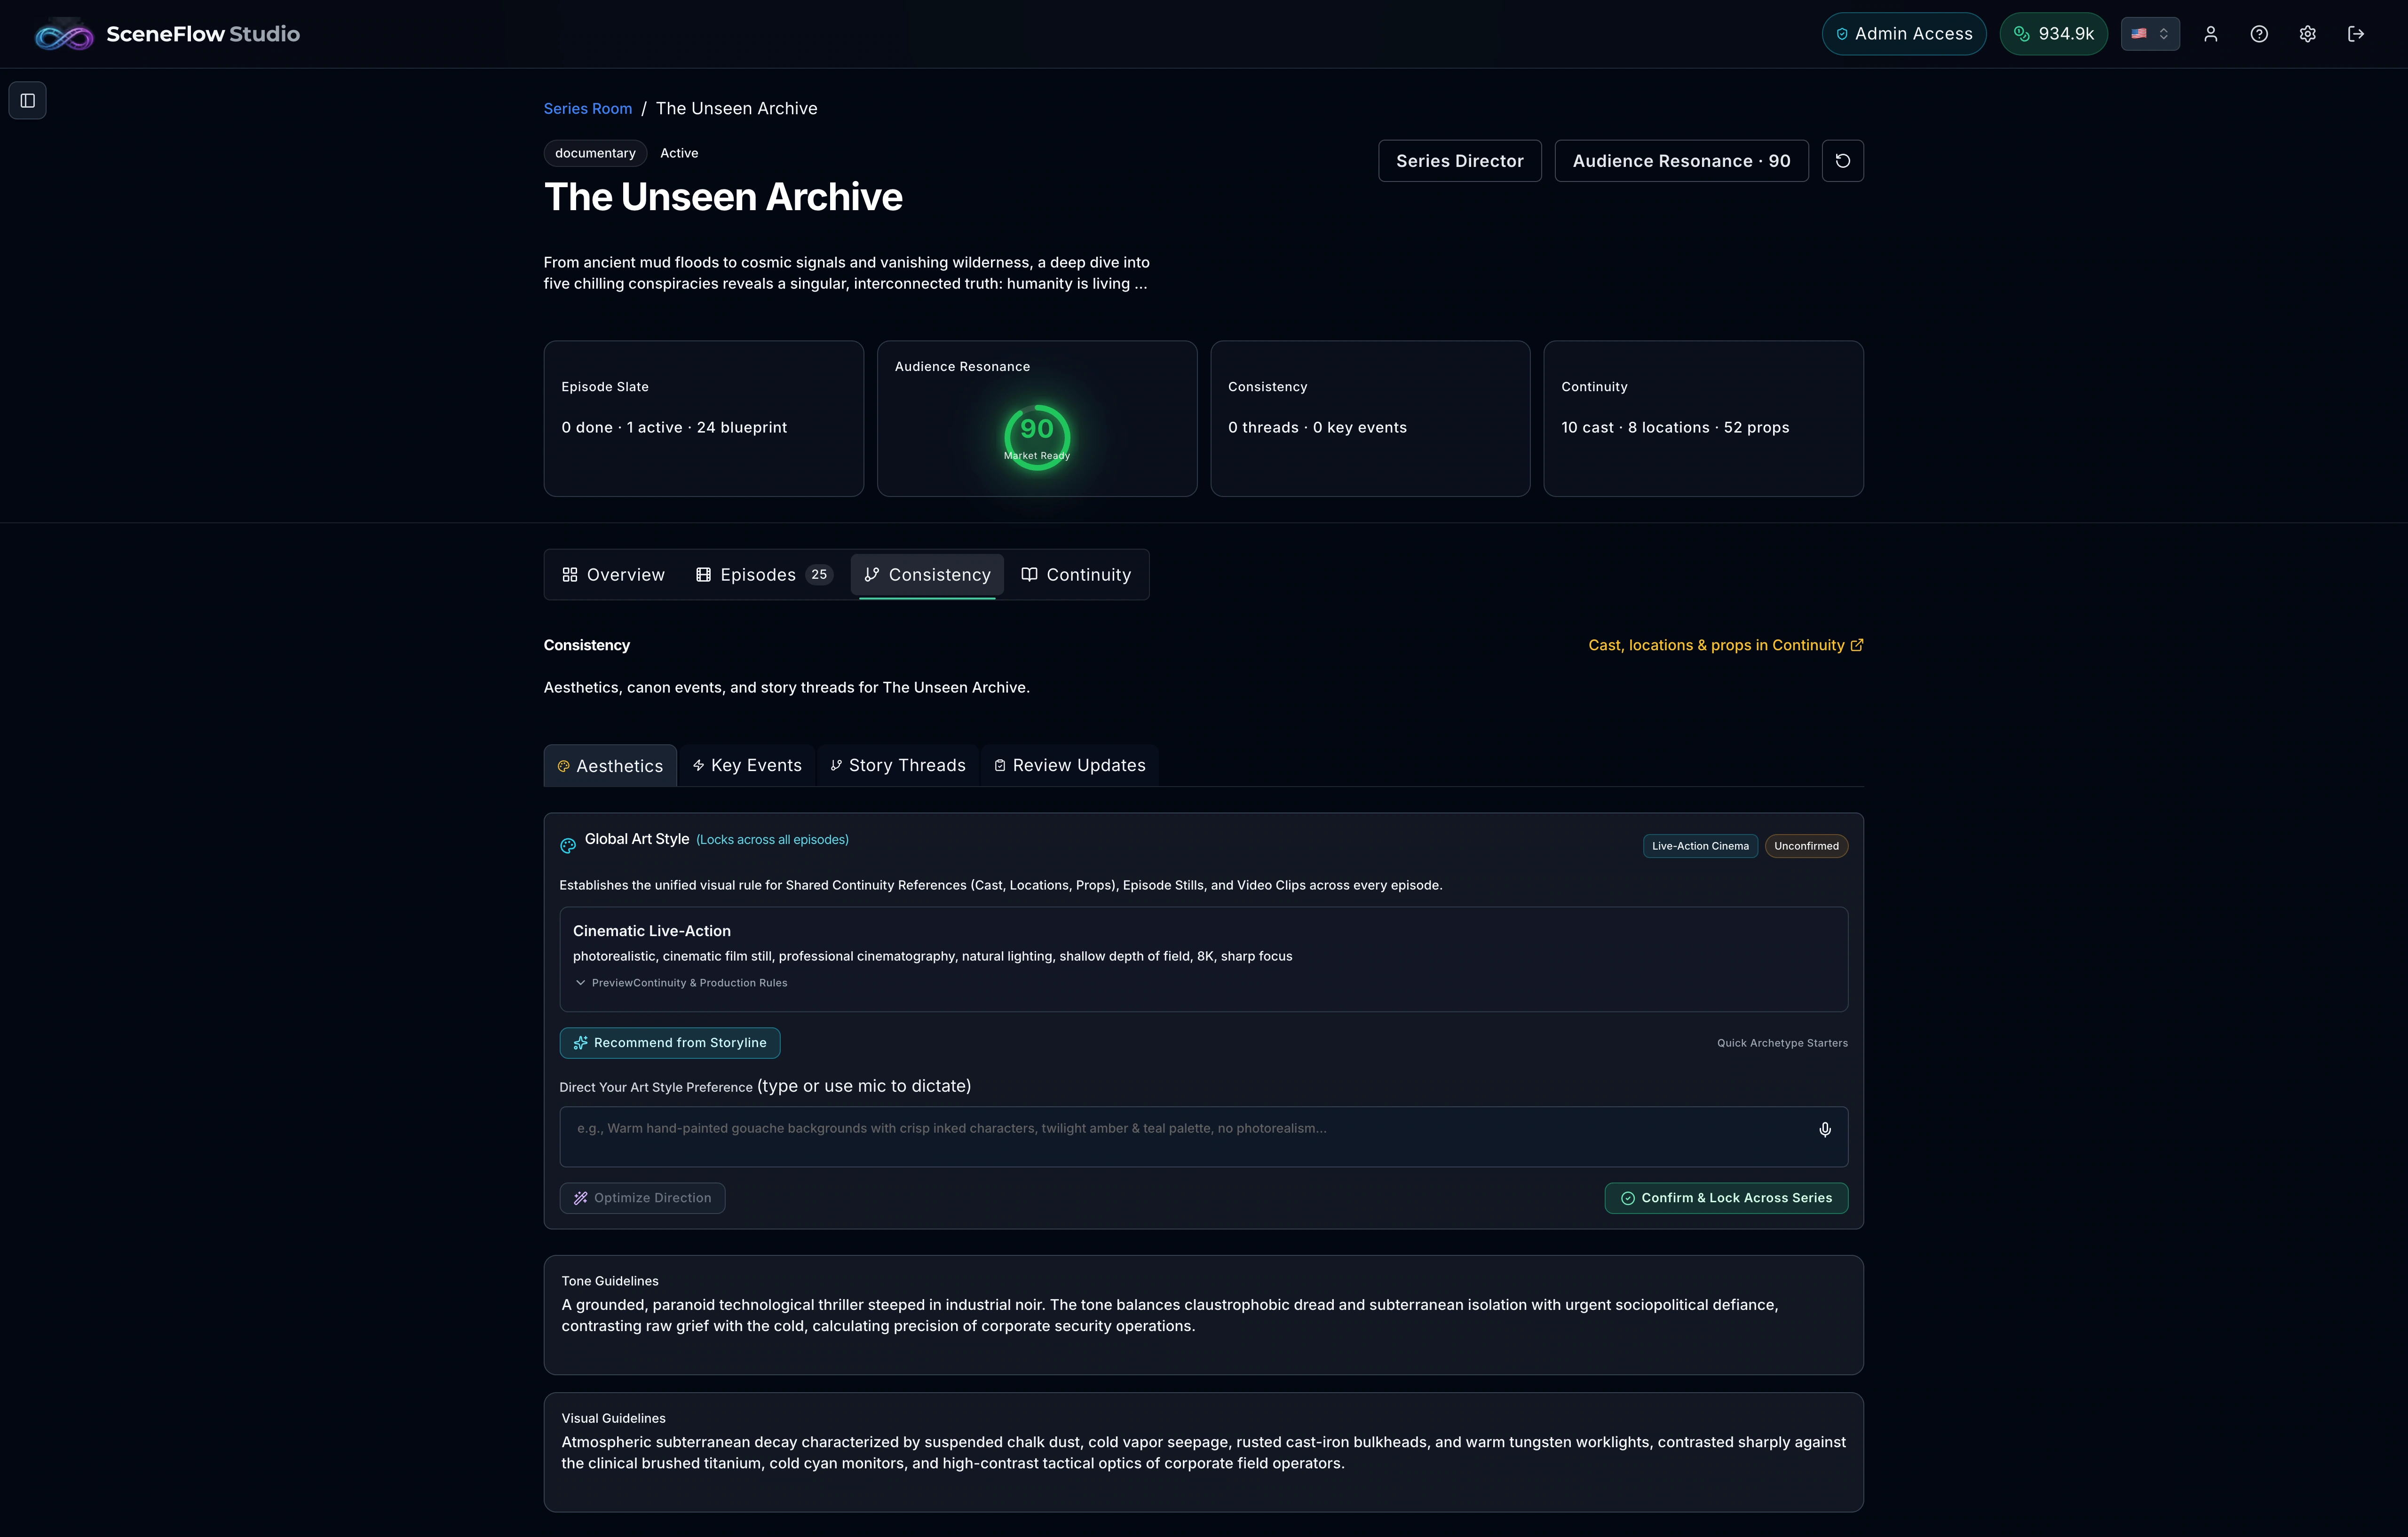 SceneFlow Studio
Admin Access
934.9k
Series Room / The Unseen Archive
documentary
Active
Series Director
Audience Resonance · 90
The Unseen Archive
From ancient mud floods to cosmic signals and vanishing wilderness, a deep dive into
five chilling conspiracies reveals a singular, interconnected truth: humanity is living ...
Episode Slate
0 done · 1 active · 24 blueprint
Audience Resonance
90
Market Ready
Consistency
0 threads · 0 key events
Continuity
10 cast · 8 locations · 52 props
Overview
Episodes 25
Consistency
Continuity
Consistency
Cast, locations & props in Continuity
Aesthetics, canon events, and story threads for The Unseen Archive.
Aesthetics
Key Events
Story Threads
Review Updates
Global Art Style (Locks across all episodes)
Live-Action Cinema
Unconfirmed
Establishes the unified visual rule for Shared Continuity References (Cast, Locations, Props), Episode Stills, and Video Clips across every episode.
Cinematic Live-Action
photorealistic, cinematic film still, professional cinematography, natural lighting, shallow depth of field, 8K, sharp focus
PreviewContinuity & Production Rules
Recommend from Storyline
Quick Archetype Starters
Direct Your Art Style Preference (type or use mic to dictate)
e.g., Warm hand-painted gouache backgrounds with crisp inked characters, twilight amber & teal palette, no photorealism...
Optimize Direction
Confirm & Lock Across Series
Tone Guidelines
A grounded, paranoid technological thriller steeped in industrial noir. The tone balances claustrophobic dread and subterranean isolation with urgent sociopolitical defiance,
contrasting raw grief with the cold, calculating precision of corporate security operations.
Visual Guidelines
Atmospheric subterranean decay characterized by suspended chalk dust, cold vapor seepage, rusted cast-iron bulkheads, and warm tungsten worklights, contrasted sharply against
the clinical brushed titanium, cold cyan monitors, and high-contrast tactical optics of corporate field operators.